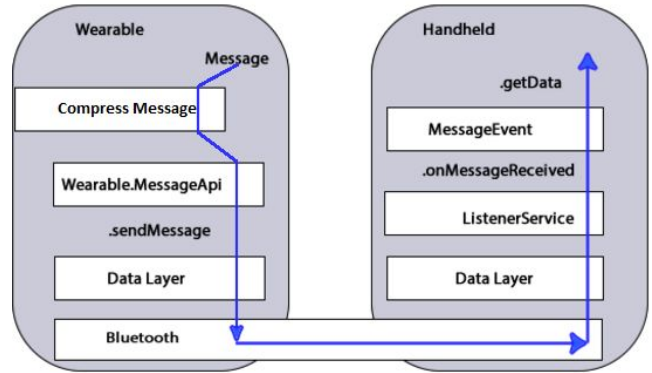 Wearable
Message
Compress Message
Wearable.MessageApi
.sendMessage
Data Layer
Bluetooth
Handheld
.getData
MessageEvent
.onMessageReceived
ListenerService
Data Layer